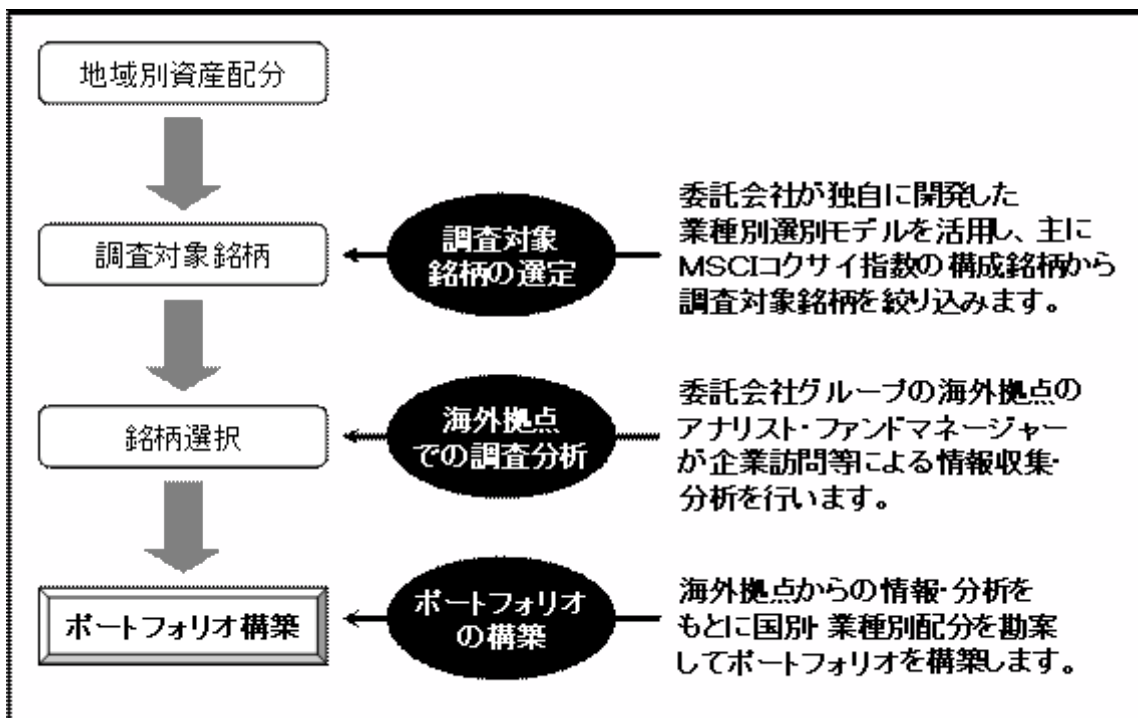 地域別資産配分
調査対象銘柄
調査対象
銘柄の選定
委託会社が独自に開発した
業種別選別モデルを活用し、主に
MSCIコクサイ指数の構成銘柄から
調査対象銘柄を絞り込みます。
銘柄選択
海外拠点
での調査分析
委託会社グループの海外拠点の
アナリスト・ファンドマネージャー
が企業訪問等による情報収集・
分析を行います。
ポートフォリオ構築
ポートフォリオ
の構築
海外拠点からの情報・分析を
もとに国別・業種別配分を勘案
してポートフォリオを構築します。